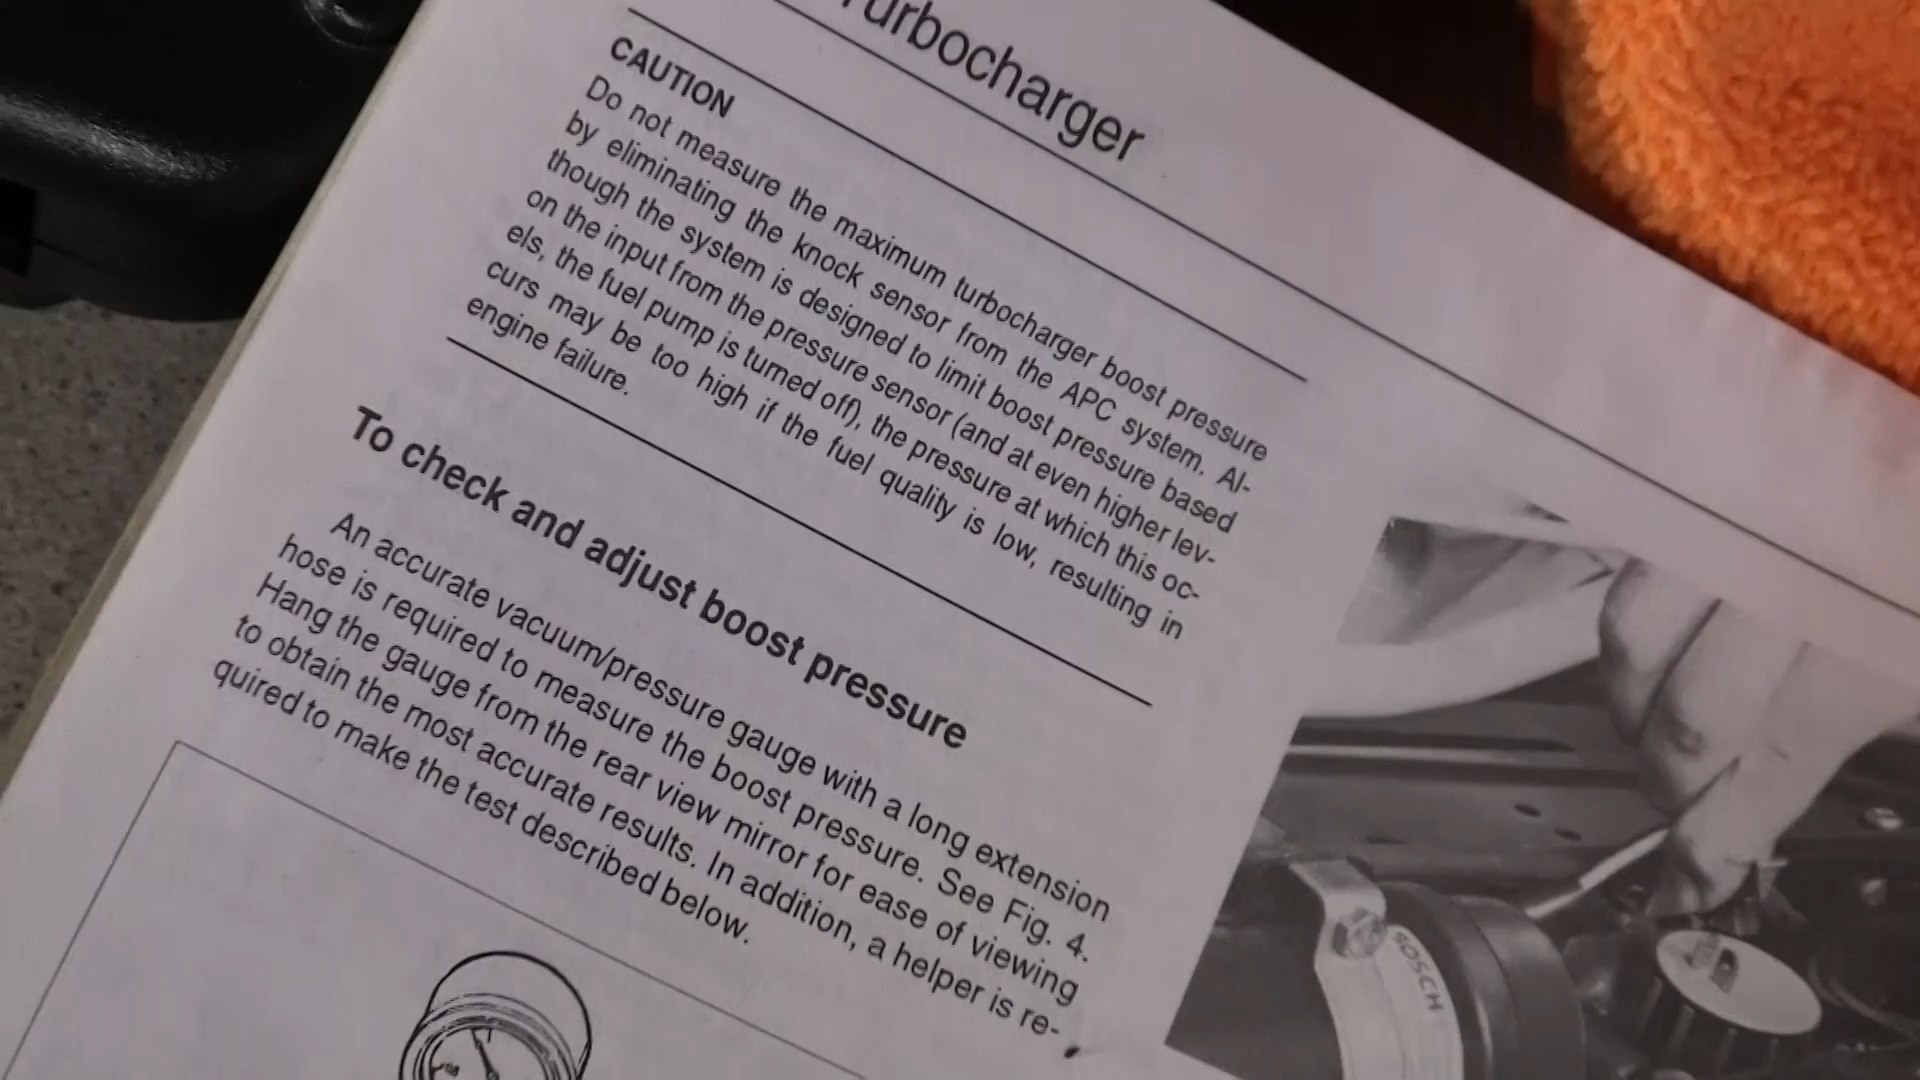 Turbocharger
CAUTION
Do not measure the maximum turbocharger boost pressure
by eliminating the knock sensor from the APC system. Al-
though the system is designed to limit boost pressure based
on the input from the pressure sensor (and at even higher lev-
els, the fuel pump is turned off), the pressure at which this oc-
curs may be too high if the fuel quality is low, resulting in
engine failure.
To check and adjust boost pressure
An accurate vacuum/pressure gauge with a long extension
hose is required to measure the boost pressure. See Fig. 4.
Hang the gauge from the rear view mirror for ease of viewing
to obtain the most accurate results. In addition, a helper is re-
quired to make the test described below.
BOSCH